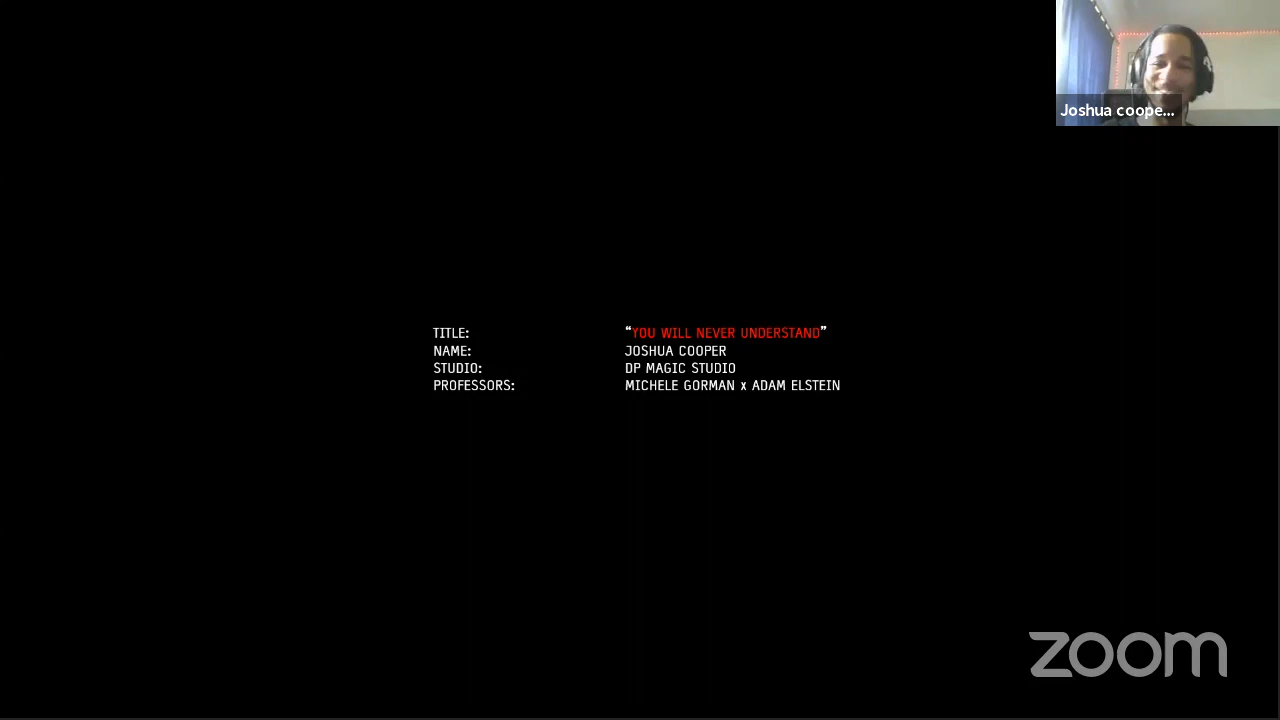 Joshua coope...
TITLE: “YOU WILL NEVER UNDERSTAND”
NAME: JOSHUA COOPER
STUDIO: DP MAGIC STUDIO
PROFESSORS: MICHELE GORMAN x ADAM ELSTEIN
zoom